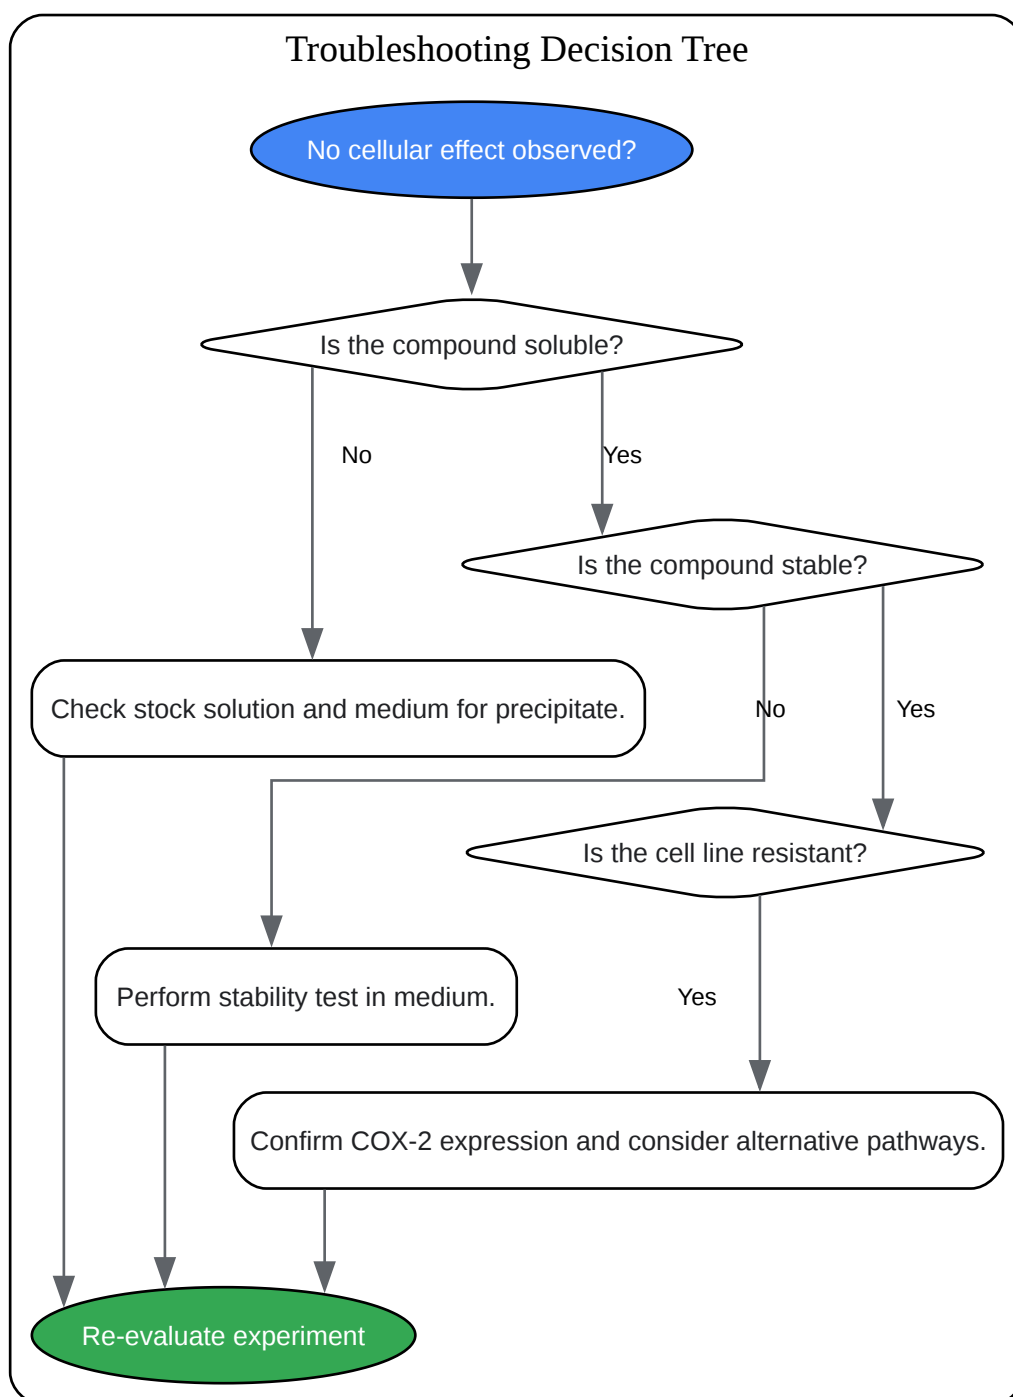 Troubleshooting Decision Tree
No cellular effect observed?
Is the compound soluble?
No
Yes
Is the compound stable?
Check stock solution and medium for precipitate.
No
Yes
Is the cell line resistant?
Perform stability test in medium.
Yes
Confirm COX-2 expression and consider alternative pathways.
Re-evaluate experiment